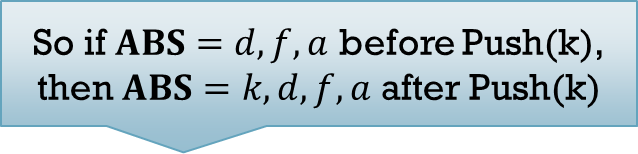 So if ABS = d, f, a before Push(k),
then ABS = k, d, f, a after Push(k)